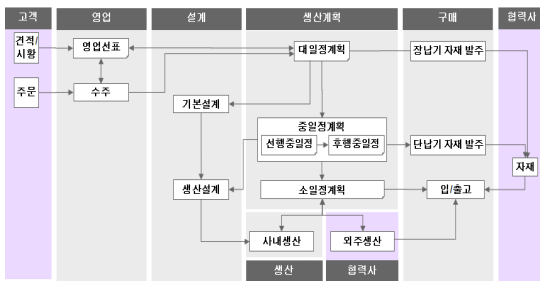 고객
영업
설계
생산계획
구매
협력사
견적/
시황
영업선표
대일정계획
장납기 자재 발주
주문
수주
기본설계
중일정계획
선행중일정
후행중일정
단납기 자재 발주
자재
생산설계
소일정계획
입/출고
사내생산
외주생산
생산
협력사